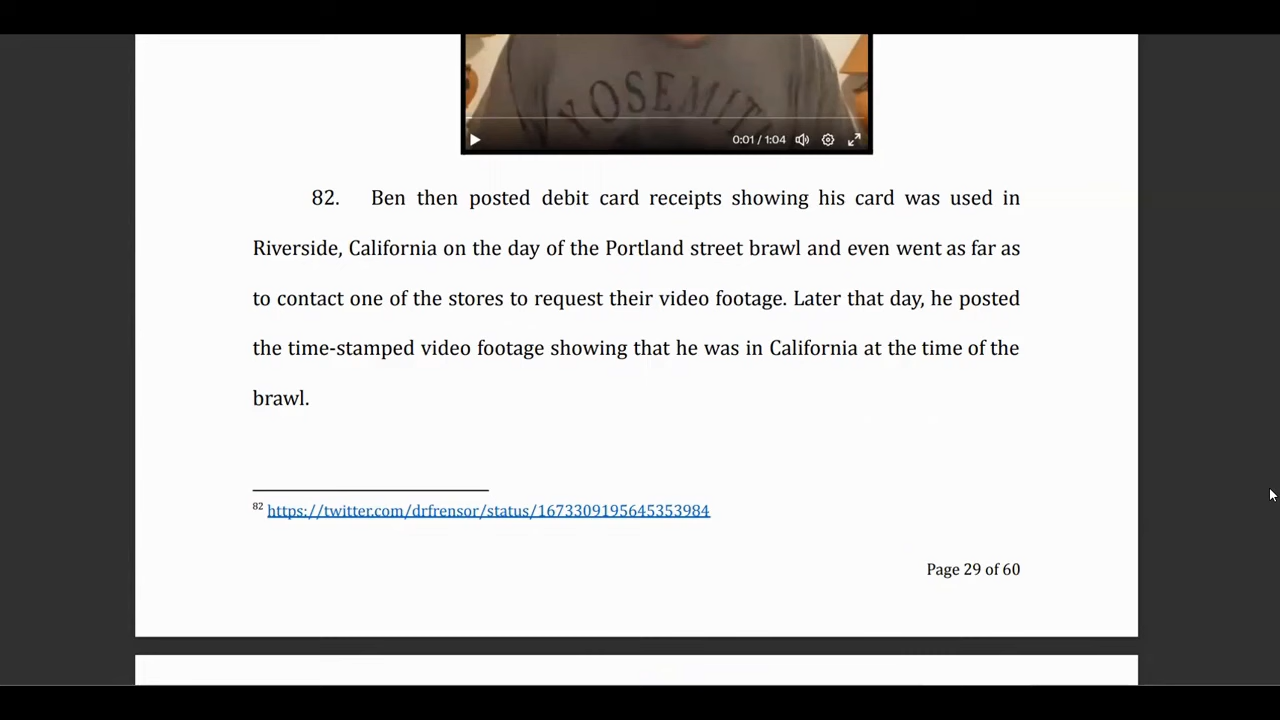 YOSEMIT
0:01 / 1:04
82. Ben then posted debit card receipts showing his card was used in
Riverside, California on the day of the Portland street brawl and even went as far as
to contact one of the stores to request their video footage. Later that day, he posted
the time-stamped video footage showing that he was in California at the time of the
brawl.
82 https://twitter.com/drfrensor/status/1673309195645353984
Page 29 of 60